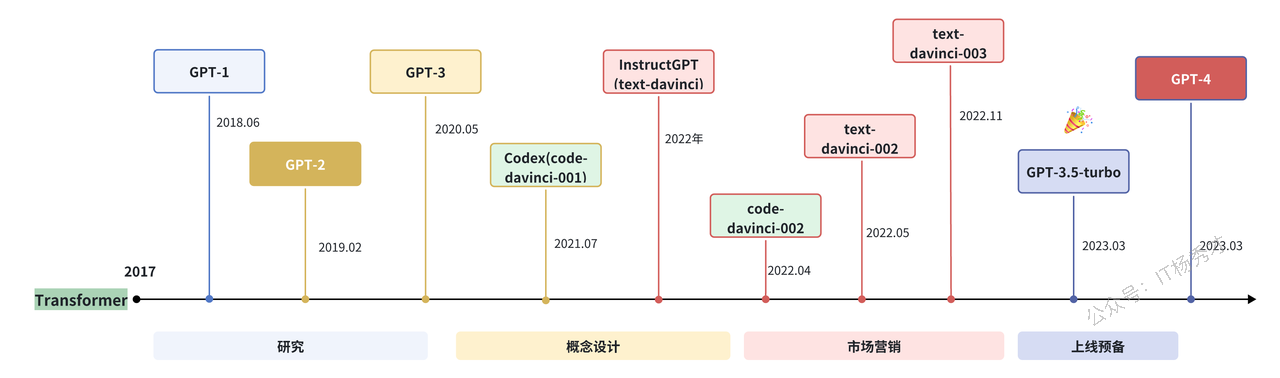 GPT-1
2018.06
GPT-2
2019.02
GPT-3
2020.05
Codex(code-
davinci-001)
2021.07
InstructGPT
(text-davinci)
2022年
code-
davinci-002
2022.04
text-
davinci-002
2022.05
text-
davinci-003
2022.11
GPT-3.5-turbo
2023.03
GPT-4
2023.03
2017
Transformer
研究
概念设计
市场营销
上线预备
公众号：IT杨秀才